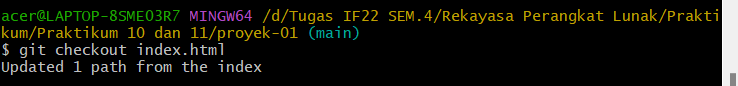 acer@LAPTOP-8SME03R7 MINGW64 /d/Tugas IF22 SEM.4/Rekayasa Perangkat Lunak/Prakti
kum/Praktikum 10 dan 11/proyek-01 (main)
$ git checkout index.html
Updated 1 path from the index